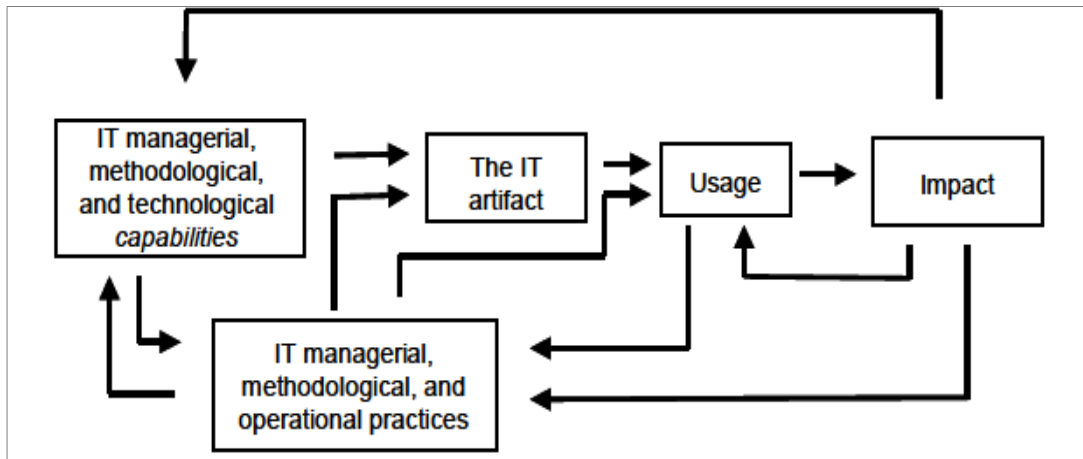 IT managerial,
methodological,
and technological
capabilities
The IT
artifact
Usage
Impact
IT managerial,
methodological, and
operational practices